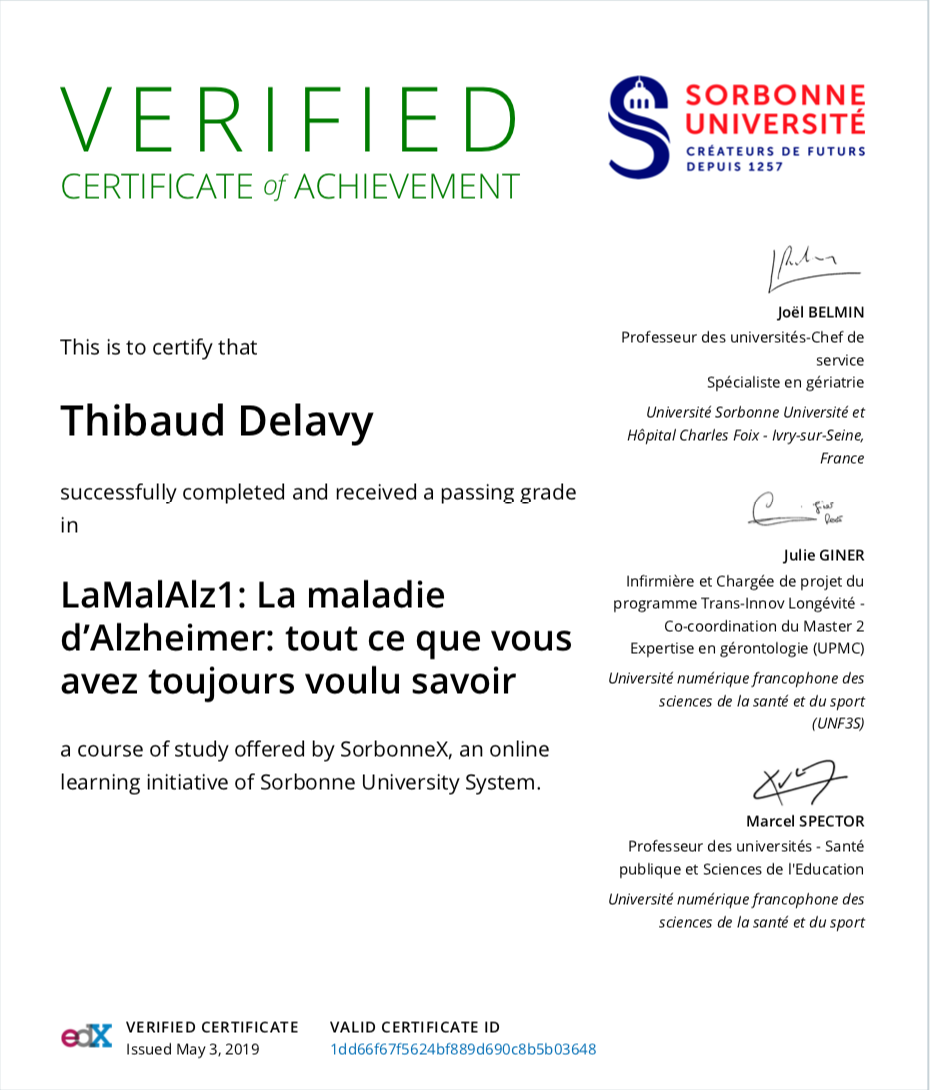 VERIFIED
CERTIFICATE of ACHIEVEMENT
SORBONNE
UNIVERSITÉ
CRÉATEURS DE FUTURS
DEPUIS 1257
This is to certify that
Thibaud Delavy
successfully completed and received a passing grade
in
LaMalAlz1: La maladie
d’Alzheimer: tout ce que vous
avez toujours voulu savoir
a course of study offered by SorbonneX, an online
learning initiative of Sorbonne University System.
Joël BELMIN
Professeur des universités-Chef de
service
Spécialiste en gériatrie
Université Sorbonne Université et
Hôpital Charles Foix - Ivry-sur-Seine,
France
Julie GINER
Infirmière et Chargée de projet du
programme Trans-Innov Longévité -
Co-coordination du Master 2
Expertise en gérontologie (UPMC)
Université numérique francophone des
sciences de la santé et du sport
(UNF3S)
Marcel SPECTOR
Professeur des universités - Santé
publique et Sciences de l'Education
Université numérique francophone des
sciences de la santé et du sport
edX
VERIFIED CERTIFICATE
Issued May 3, 2019
VALID CERTIFICATE ID
1dd66f67f5624bf889d690c8b5b03648